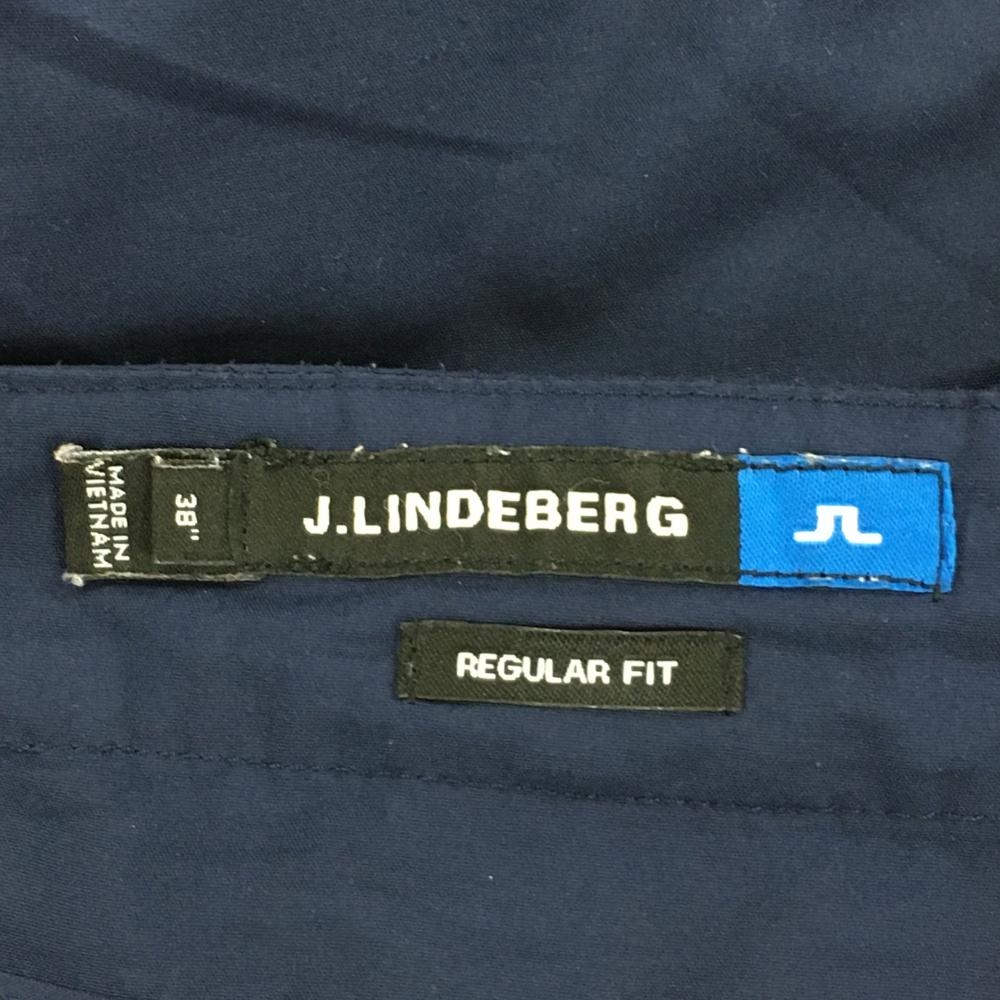 MADE IN
VIETNAM
38"
J.LINDEBERG
REGULAR FIT